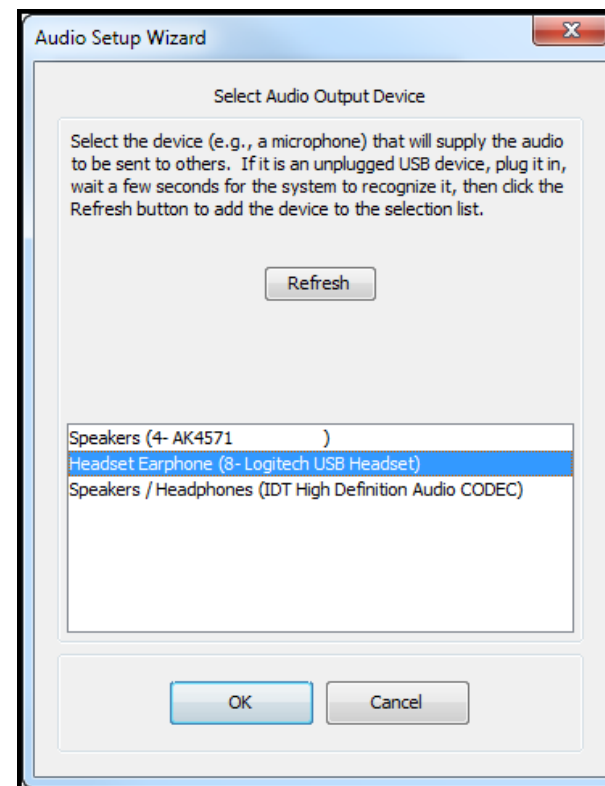 Audio Setup Wizard
Select Audio Output Device
Select the device (e.g., a microphone) that will supply the audio
to be sent to others. If it is an unplugged USB device, plug it in,
wait a few seconds for the system to recognize it, then click the
Refresh button to add the device to the selection list.
Refresh
Speakers (4- AK4571 )
Headset Earphone (8- Logitech USB Headset)
Speakers / Headphones (IDT High Definition Audio CODEC)
OK Cancel